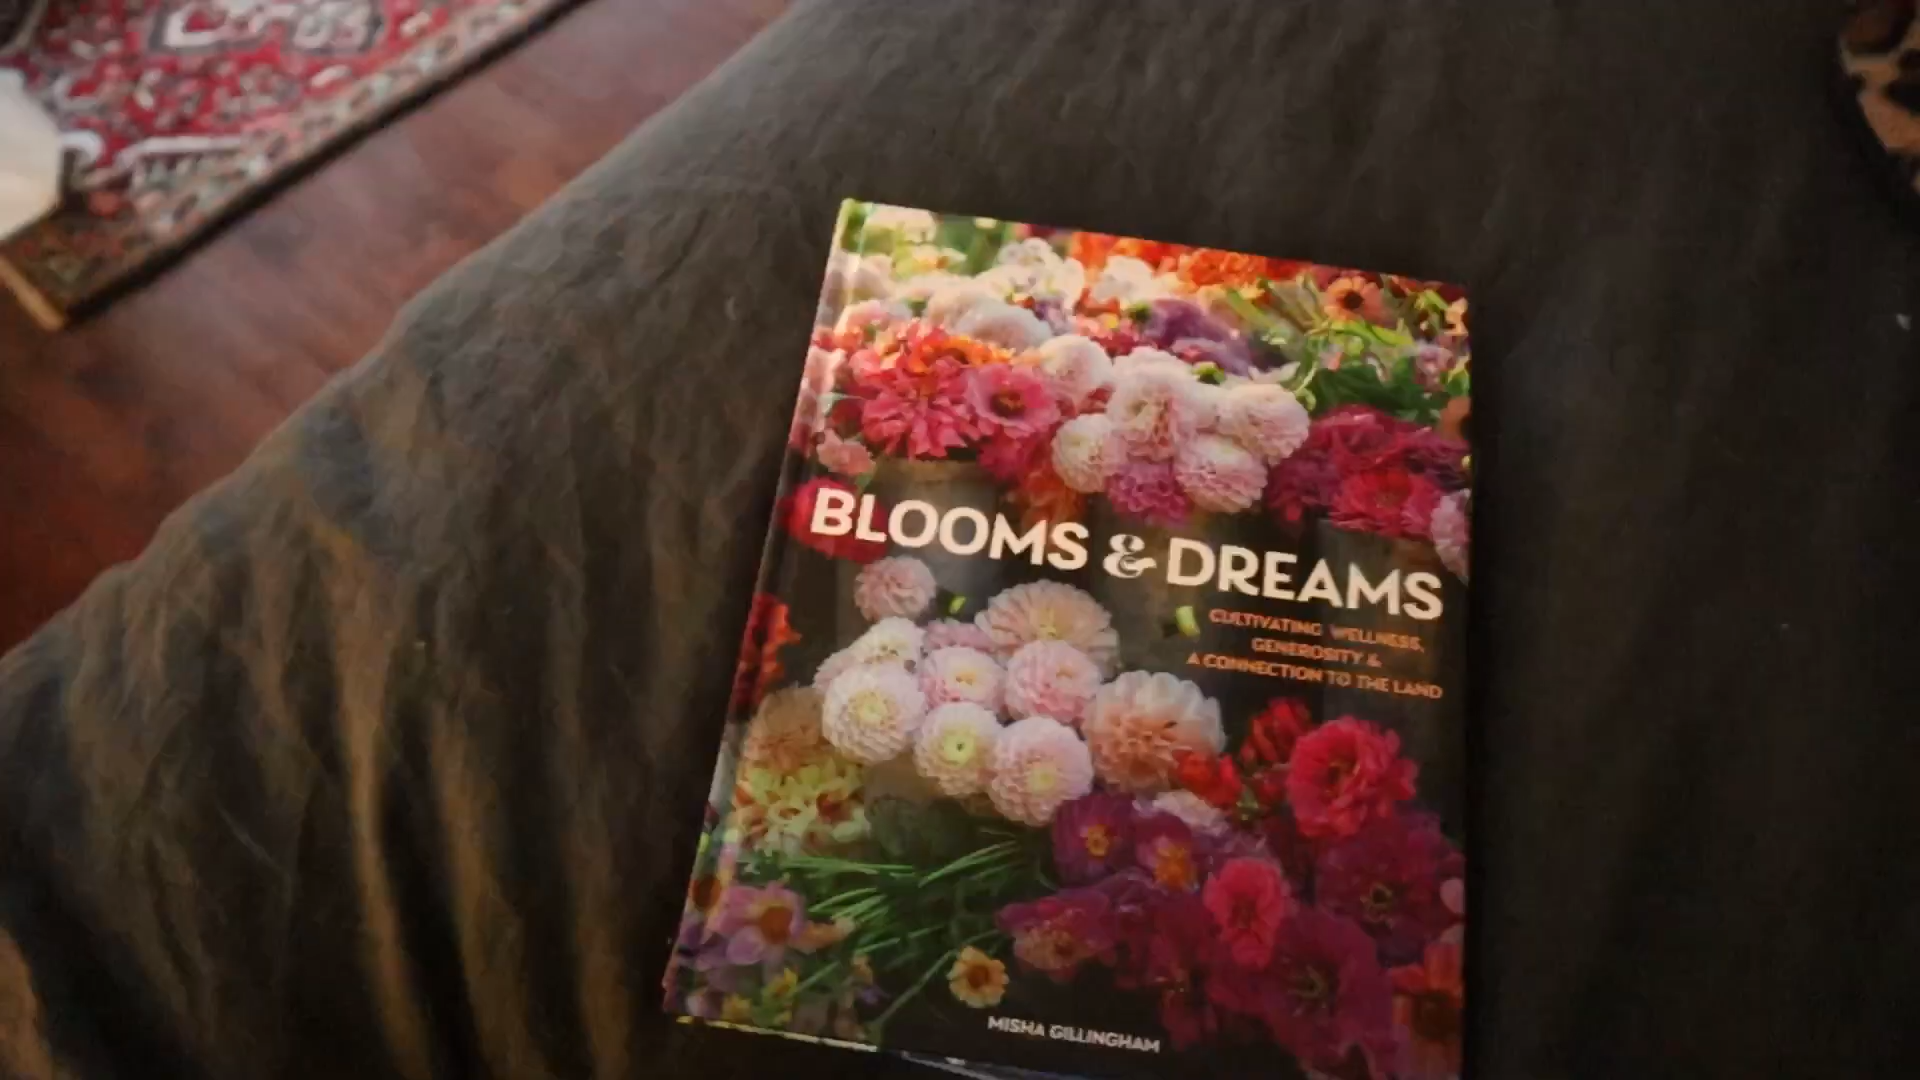 BLOOMS & DREAMS
CULTIVATING WELLNESS,
GENEROSITY &
A CONNECTION TO THE LAND
MISHA GILLINGHAM